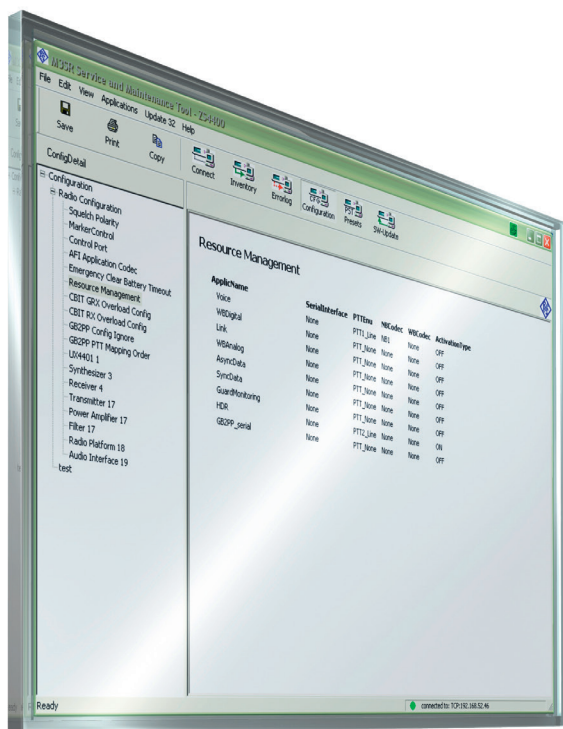 M3SR Service and Maintenance Tool - ZS4400
File Edit View Applications Update 32 Help
Save Print Copy Connect Inventory Errorlog Configuration Presets SW-Update
ConfigDetail
Configuration
Radio Configuration
Squelch Polarity
MarkerControl
Control Port
AFI Application Codec
Emergency Clear Battery Timeout
Resource Management
CBIT GRX Overload Config
CBIT RX Overload Config
GB2PP Config Ignore
GB2PP PTT Mapping Order
UX4401 1
Synthesizer 3
Receiver 4
Transmitter 17
Power Amplifier 17
Filter 17
Radio Platform 18
Audio Interface 19
test
Resource Management
ApplicName SerialInterface PTTEnv NBCodec WBCodec ActivationType
Voice None PTT1_Line NB1 None OFF
WBDigital None PTT_None None None OFF
Link None PTT_None None None OFF
WBAnalog None PTT_None None None OFF
AsyncData None PTT_None None None OFF
SyncData None PTT_None None None OFF
GuardMonitoring None PTT_None None None OFF
HDR None PTT2_Line None None ON
GB2PP_serial None PTT_None None None OFF
Ready
connected to: TCP:192.168.52.46